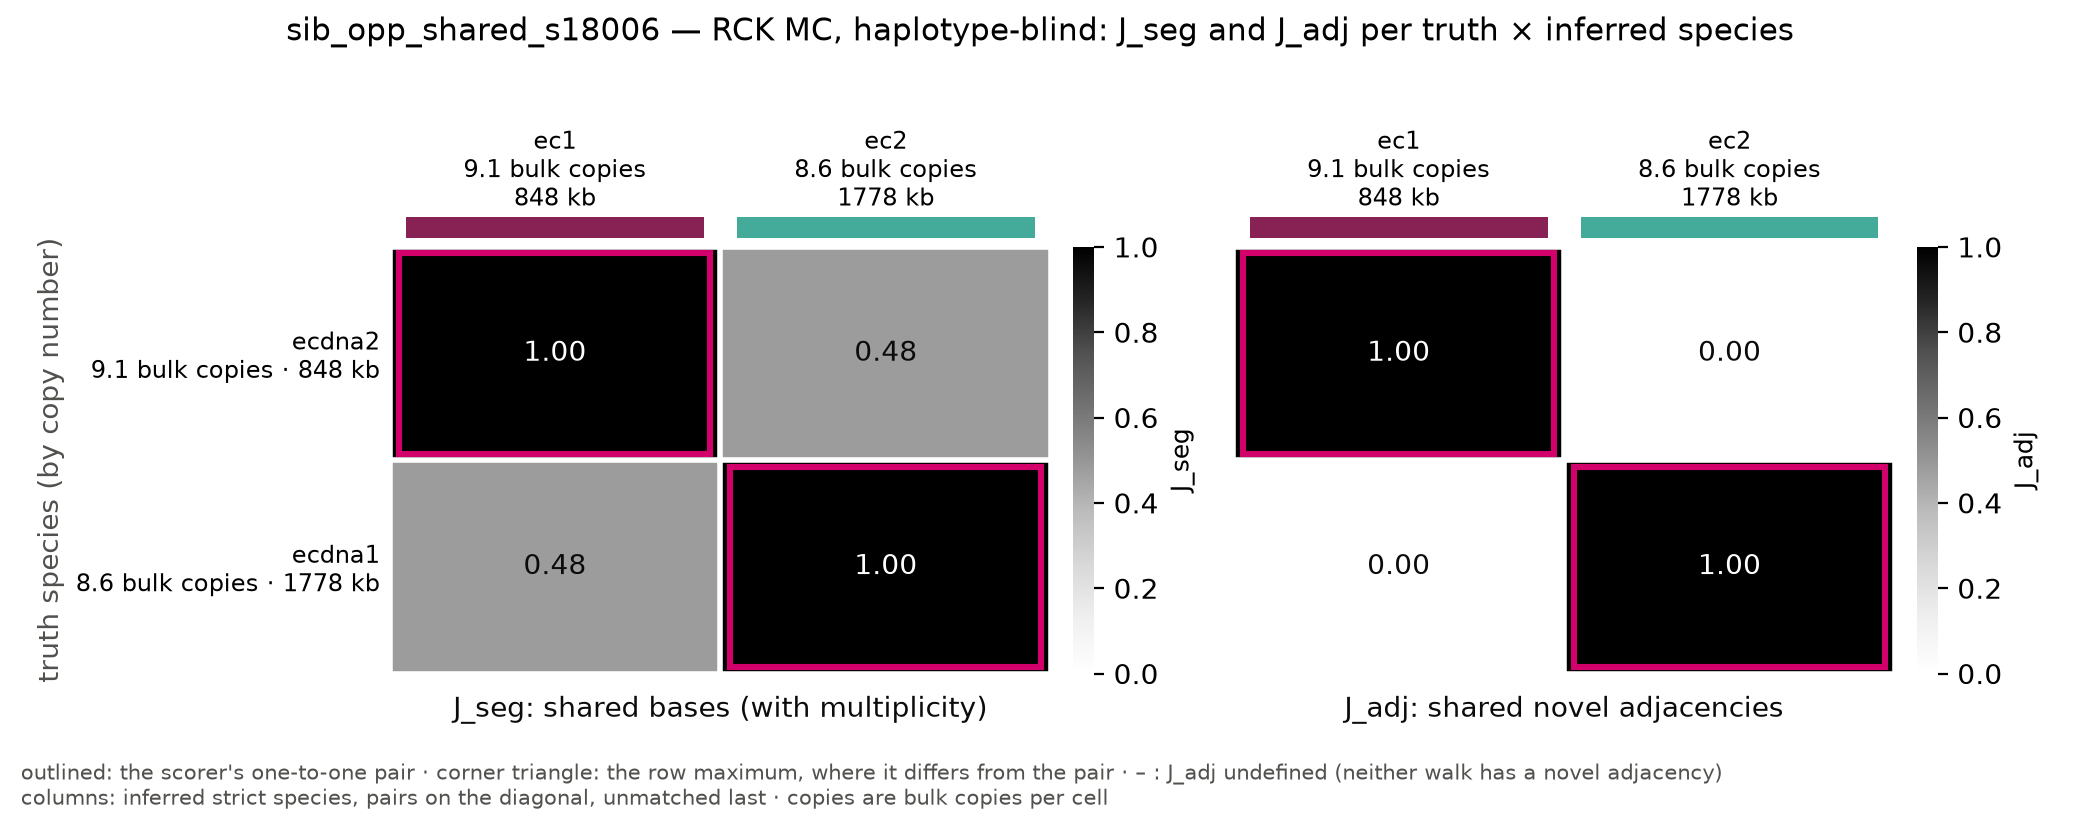 sib_opp_shared_s18006 — RCK MC, haplotype-blind: J_seg and J_adj per truth × inferred species
ec1
9.1 bulk copies
848 kb
ec2
8.6 bulk copies
1778 kb
ec1
9.1 bulk copies
848 kb
ec2
8.6 bulk copies
1778 kb
truth species (by copy number)
ecdna2
9.1 bulk copies · 848 kb
ecdna1
8.6 bulk copies · 1778 kb
1.00
0.48
0.48
1.00
1.0
0.8
0.6
0.4
0.2
0.0
J_seg
1.00
0.00
0.00
1.00
1.0
0.8
0.6
0.4
0.2
0.0
J_adj
J_seg: shared bases (with multiplicity)
J_adj: shared novel adjacencies
outlined: the scorer's one-to-one pair · corner triangle: the row maximum, where it differs from the pair · – : J_adj undefined (neither walk has a novel adjacency)
columns: inferred strict species, pairs on the diagonal, unmatched last · copies are bulk copies per cell